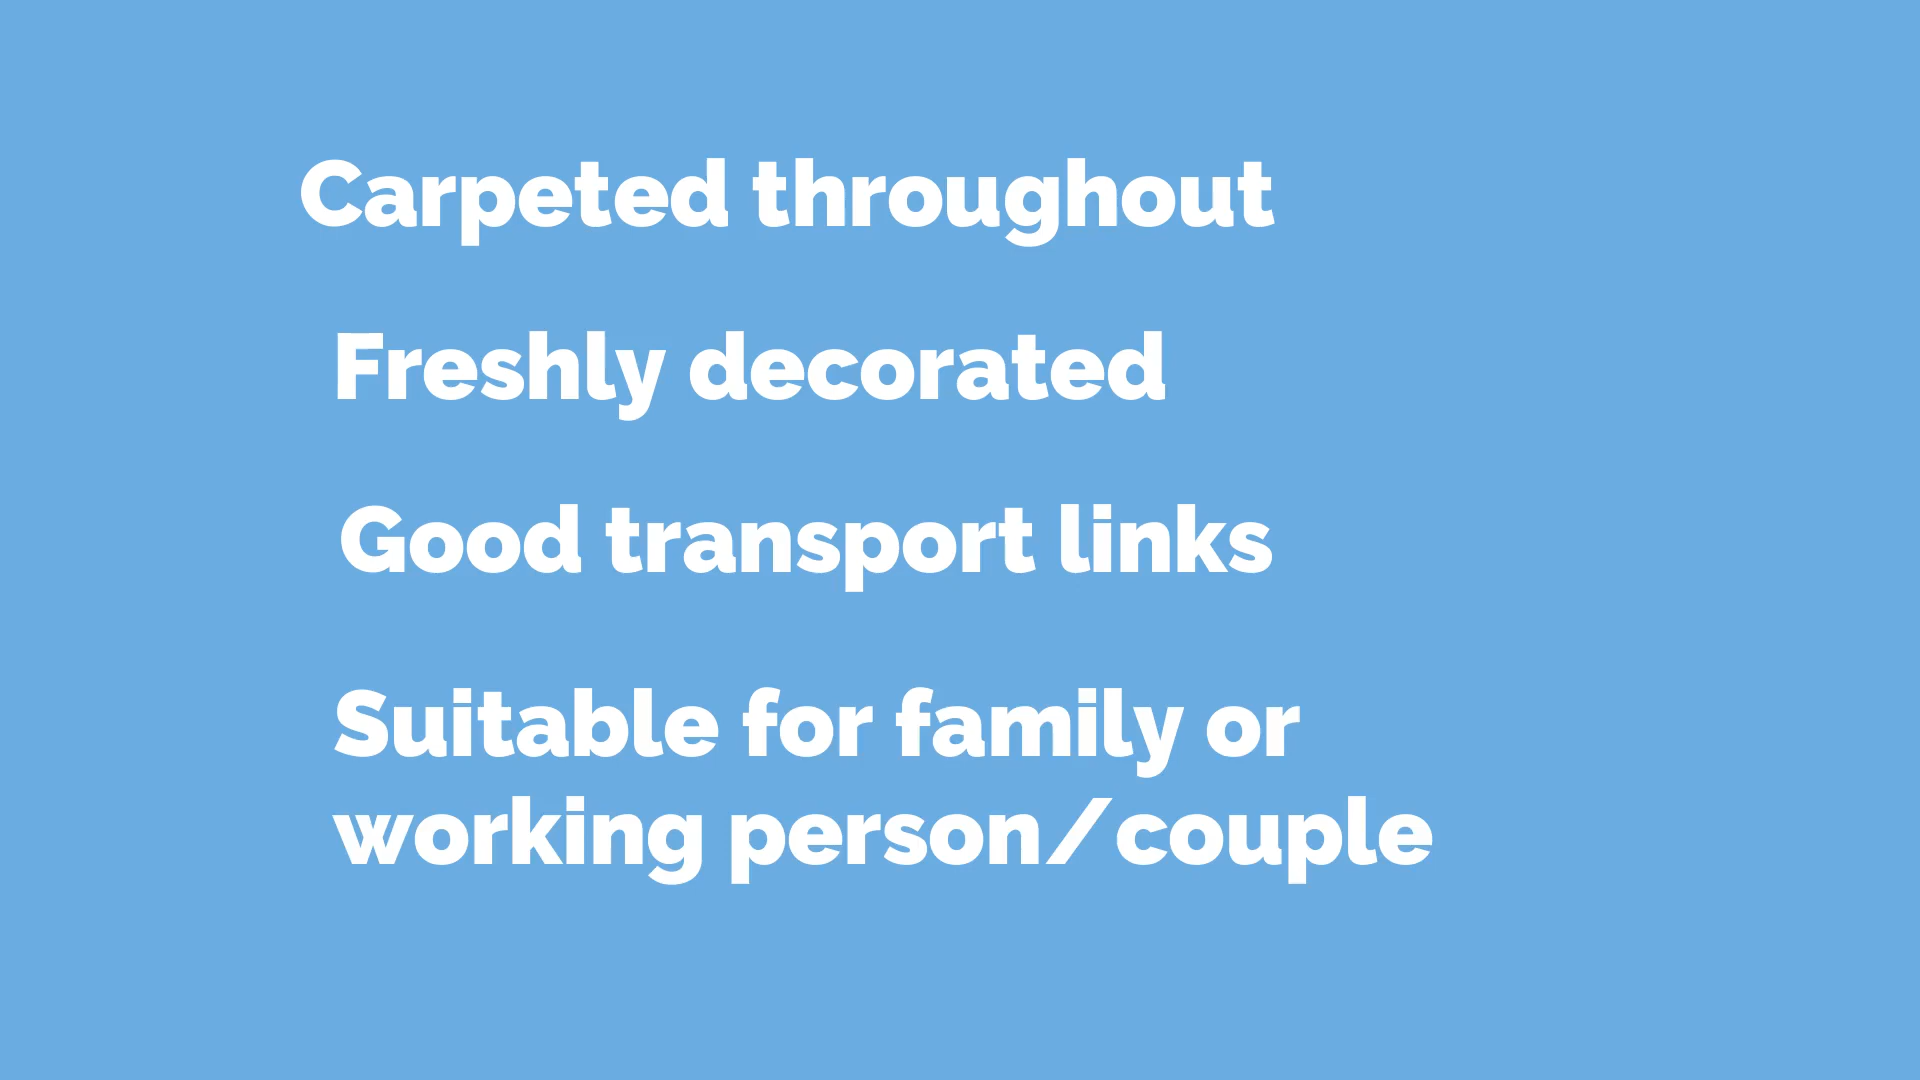 Carpeted throughout
Freshly decorated
Good transport links
Suitable for family or
working person/couple